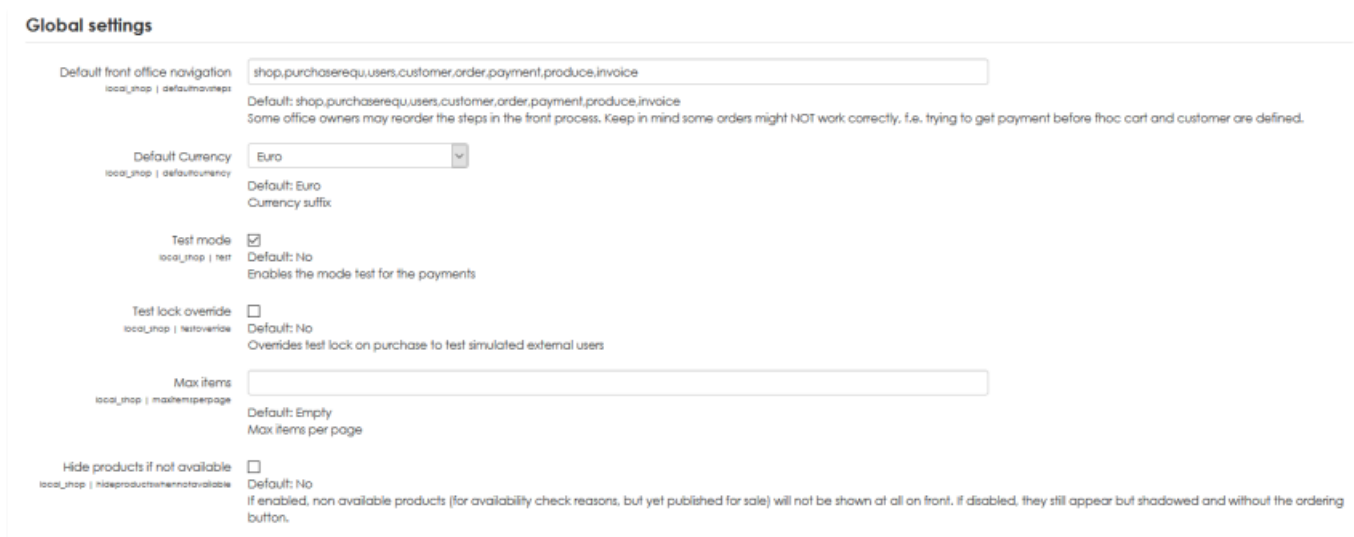 Global settings
Default front office navigation
local_shop | defaultnavsteps
shop,purchaserequ,users,customer,order,payment,produce,invoice
Default: shop,purchaserequ,users,customer,order,payment,produce,invoice
Some office owners may reorder the steps in the front process. Keep in mind some orders might NOT work correctly, f.e. trying to get payment before thoc cart and customer are defined.
Default Currency
local_shop | defaultcurrency
Euro
Default: Euro
Currency suffix
Test mode
local_shop | test
Default: No
Enables the mode test for the payments
Test lock override
local_shop | testoverride
Default: No
Overrides test lock on purchase to test simulated external users
Max items
local_shop | maxitemsperpage
Default: Empty
Max items per page
Hide products if not available
local_shop | hideproductswhennotavailable
Default: No
If enabled, non available products (for availability check reasons, but yet published for sale) will not be shown at all on front. If disabled, they still appear but shadowed and without the ordering
button.